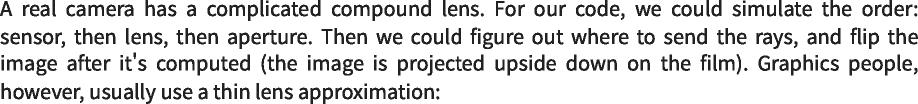 A real camera has a complicated compound lens. For our code, we could simulate the order:
sensor, then lens, then aperture. Then we could figure out where to send the rays, and flip the
image after it's computed (the image is projected upside down on the film). Graphics people,
however, usually use a thin lens approximation: